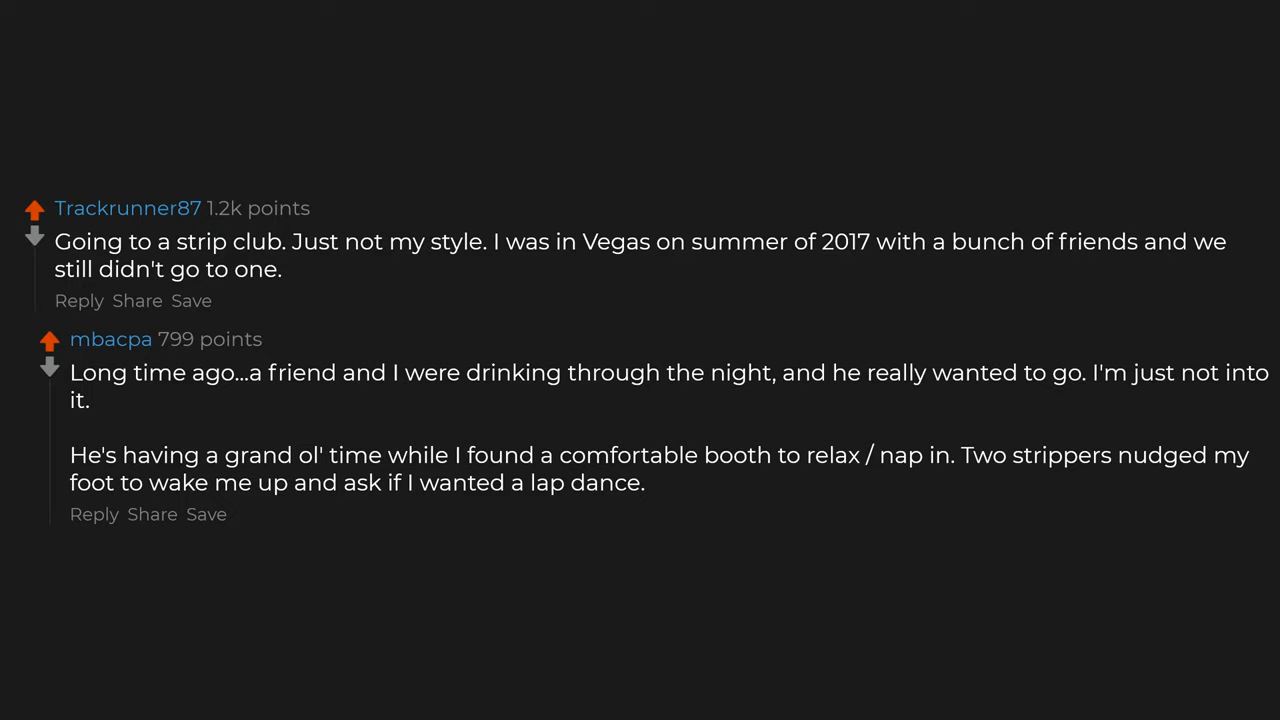 Trackrunner87 1.2k points
Going to a strip club. Just not my style. I was in Vegas on summer of 2017 with a bunch of friends and we
still didn't go to one.
Reply Share Save
mbacpa 799 points
Long time ago...a friend and I were drinking through the night, and he really wanted to go. I'm just not into
it.
He's having a grand ol' time while I found a comfortable booth to relax / nap in. Two strippers nudged my
foot to wake me up and ask if I wanted a lap dance.
Reply Share Save